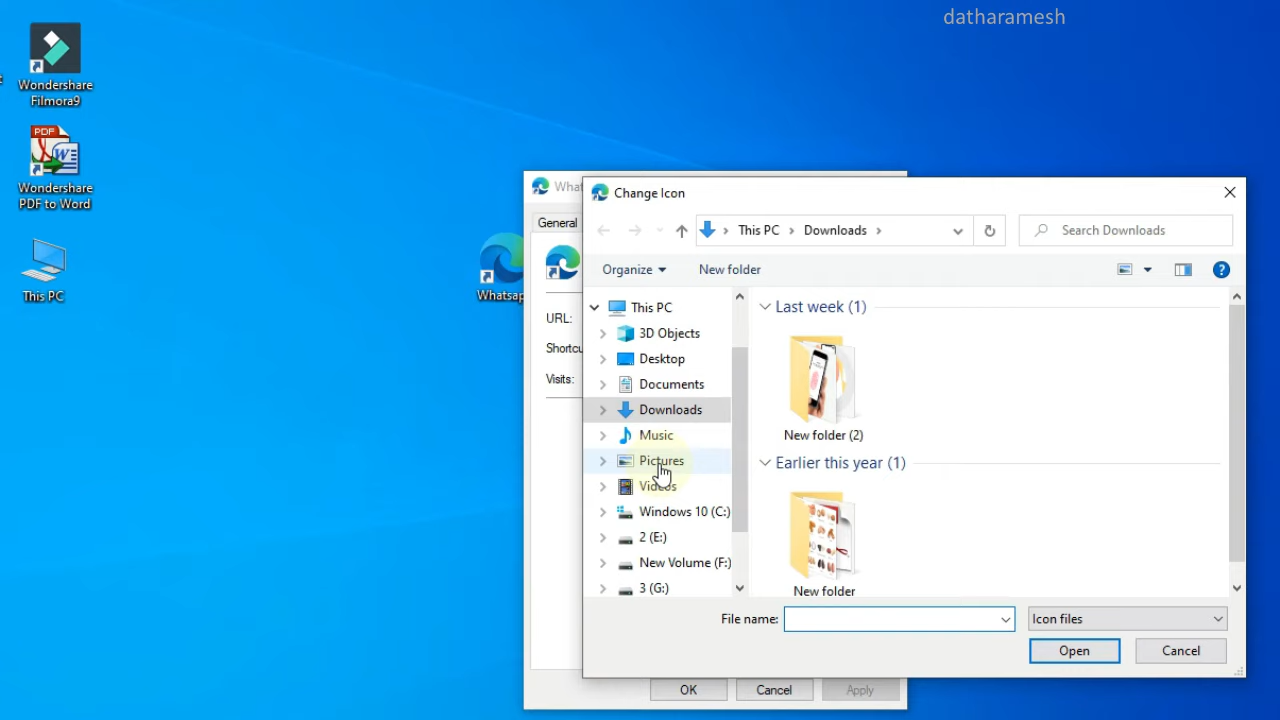 datharamesh
Wondershare
Filmora9
PDF
W
Wondershare
PDF to Word
This PC
What
General
Whatsap
URL:
Shortcu
Visits:
Change Icon
This PC
Downloads
Search Downloads
Organize
New folder
?
This PC
3D Objects
Desktop
Documents
Downloads
Music
Pictures
Videos
Windows 10 (C:)
2 (E:)
New Volume (F:)
3 (G:)
Last week (1)
New folder (2)
Earlier this year (1)
New folder
File name:
Icon files
Open
Cancel
OK
Cancel
Apply